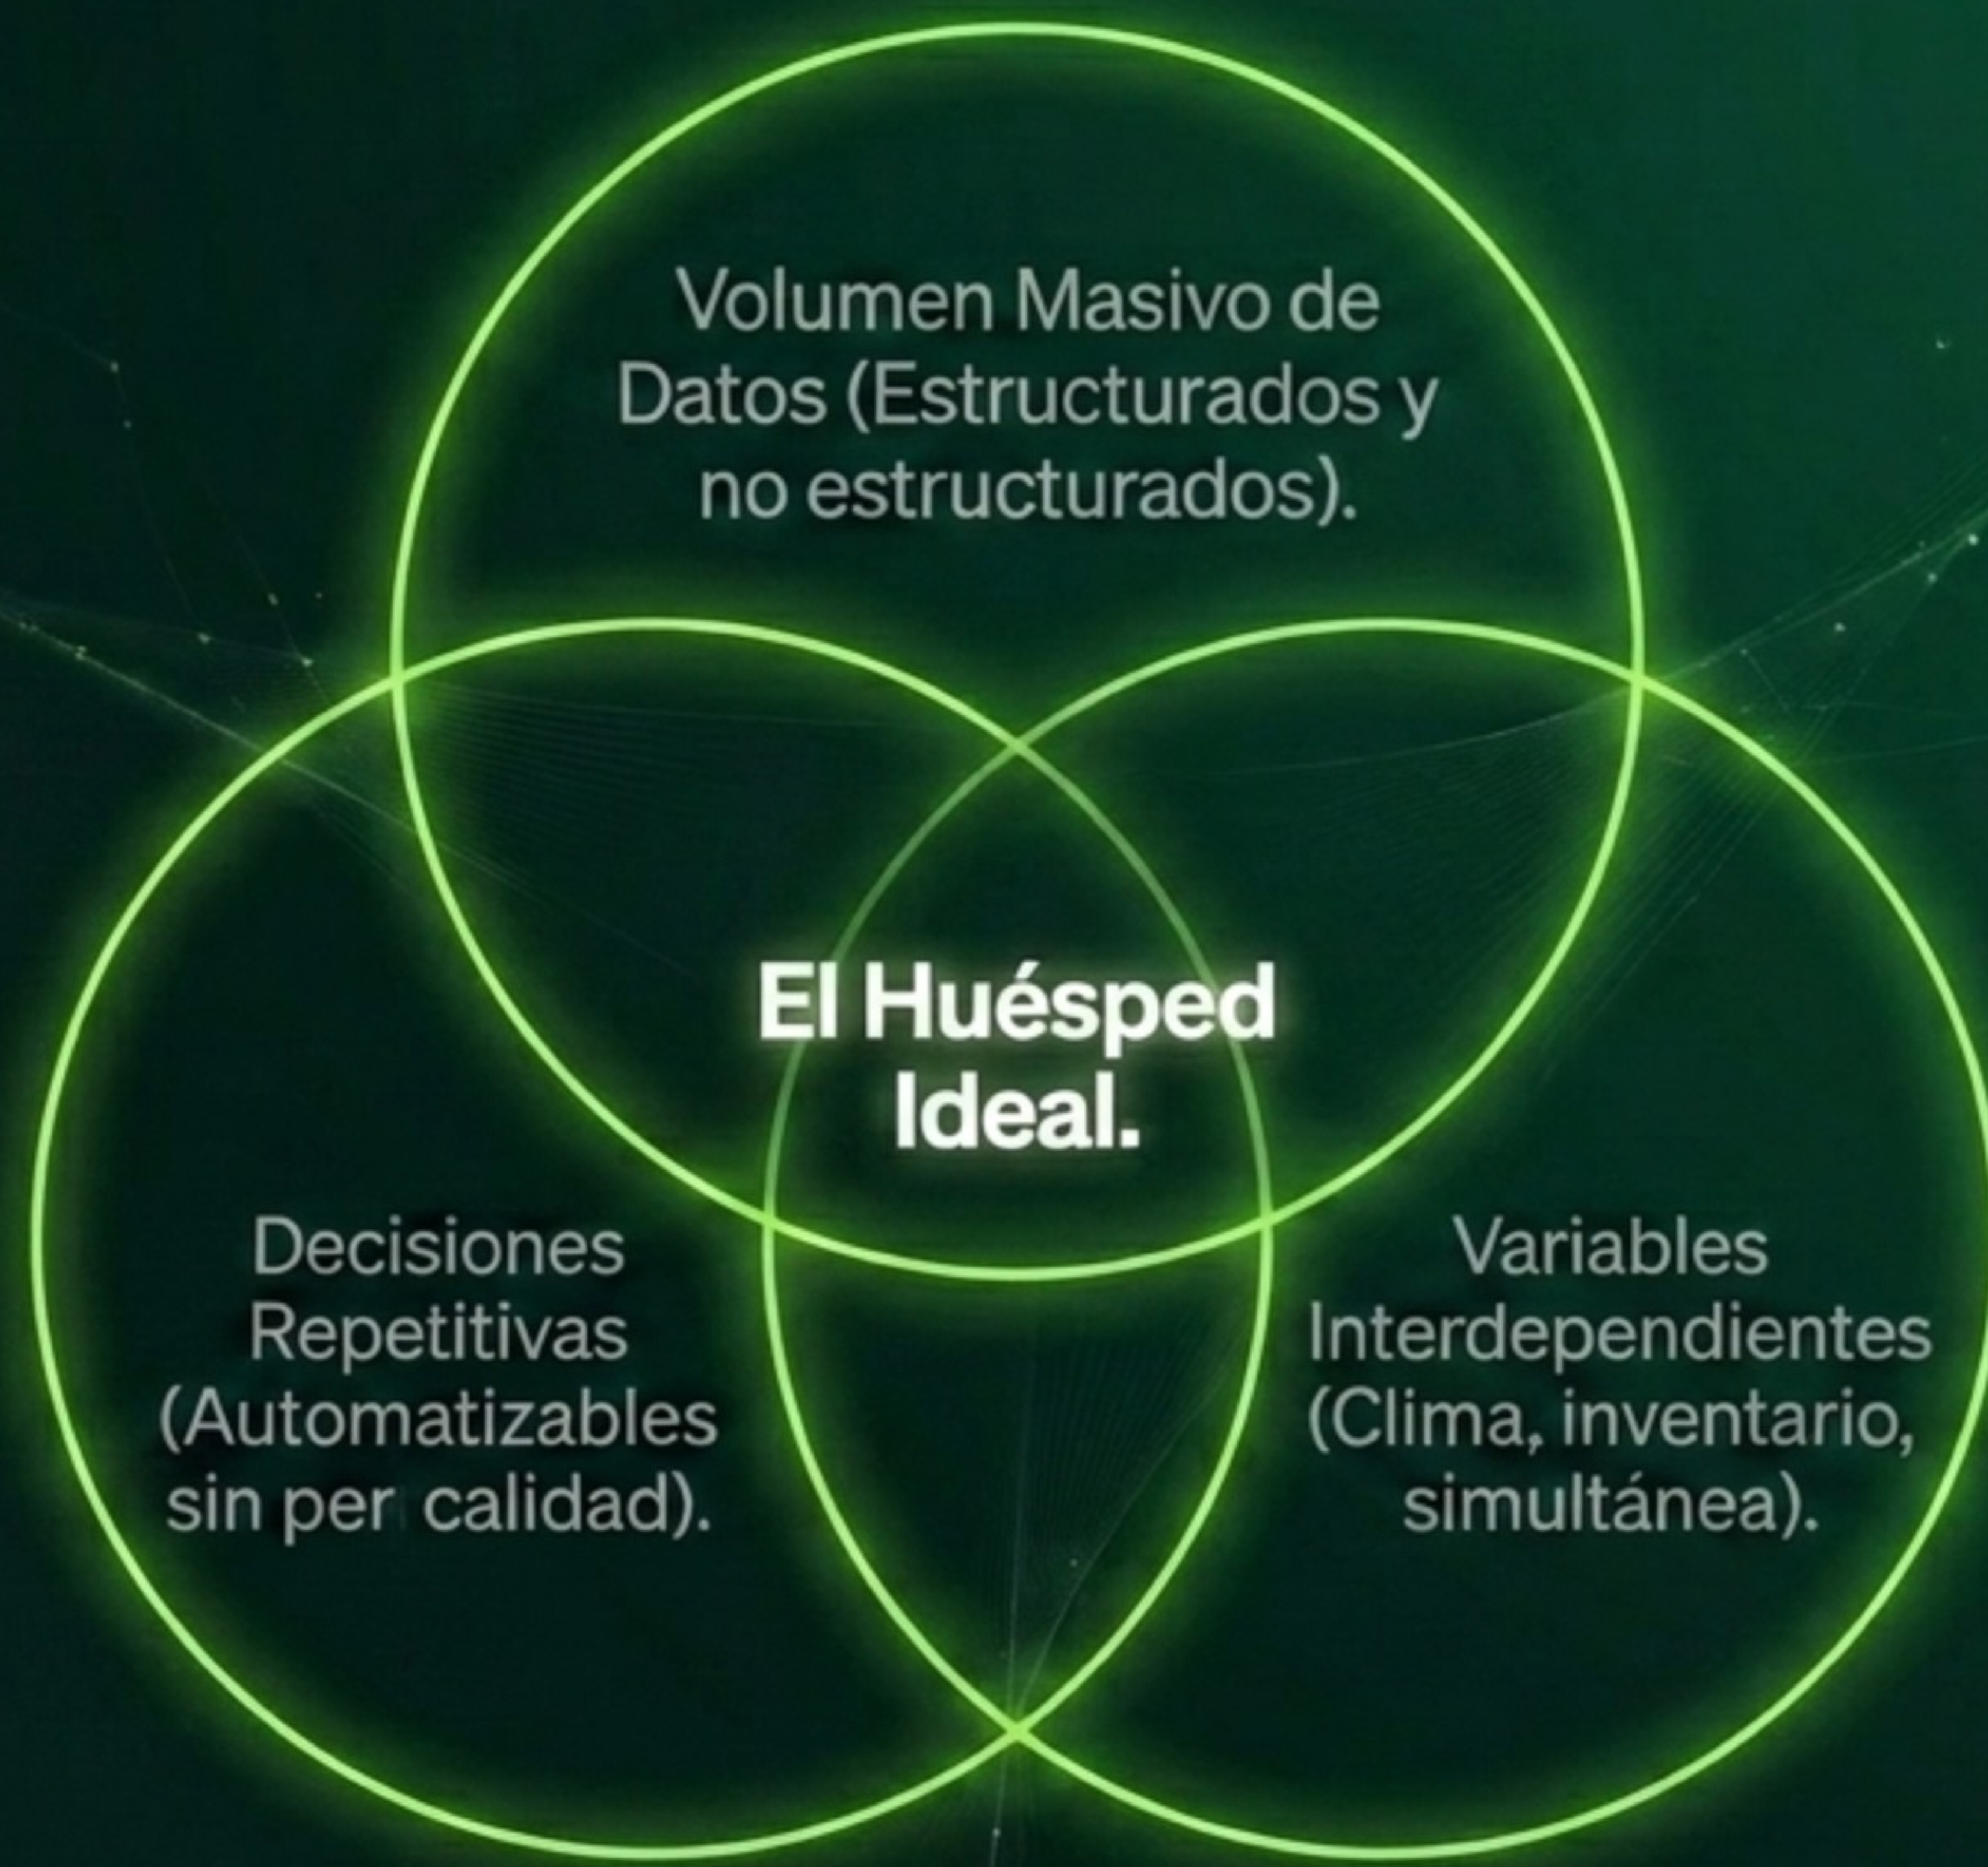 Volumen Masivo de
Datos (Estructurados y
no estructurados).
El Huésped
Ideal.
Decisiones
Repetitivas
(Automatizables
sin per calidad).
Variables
Interdependientes
(Clima, inventario,
simultánea).